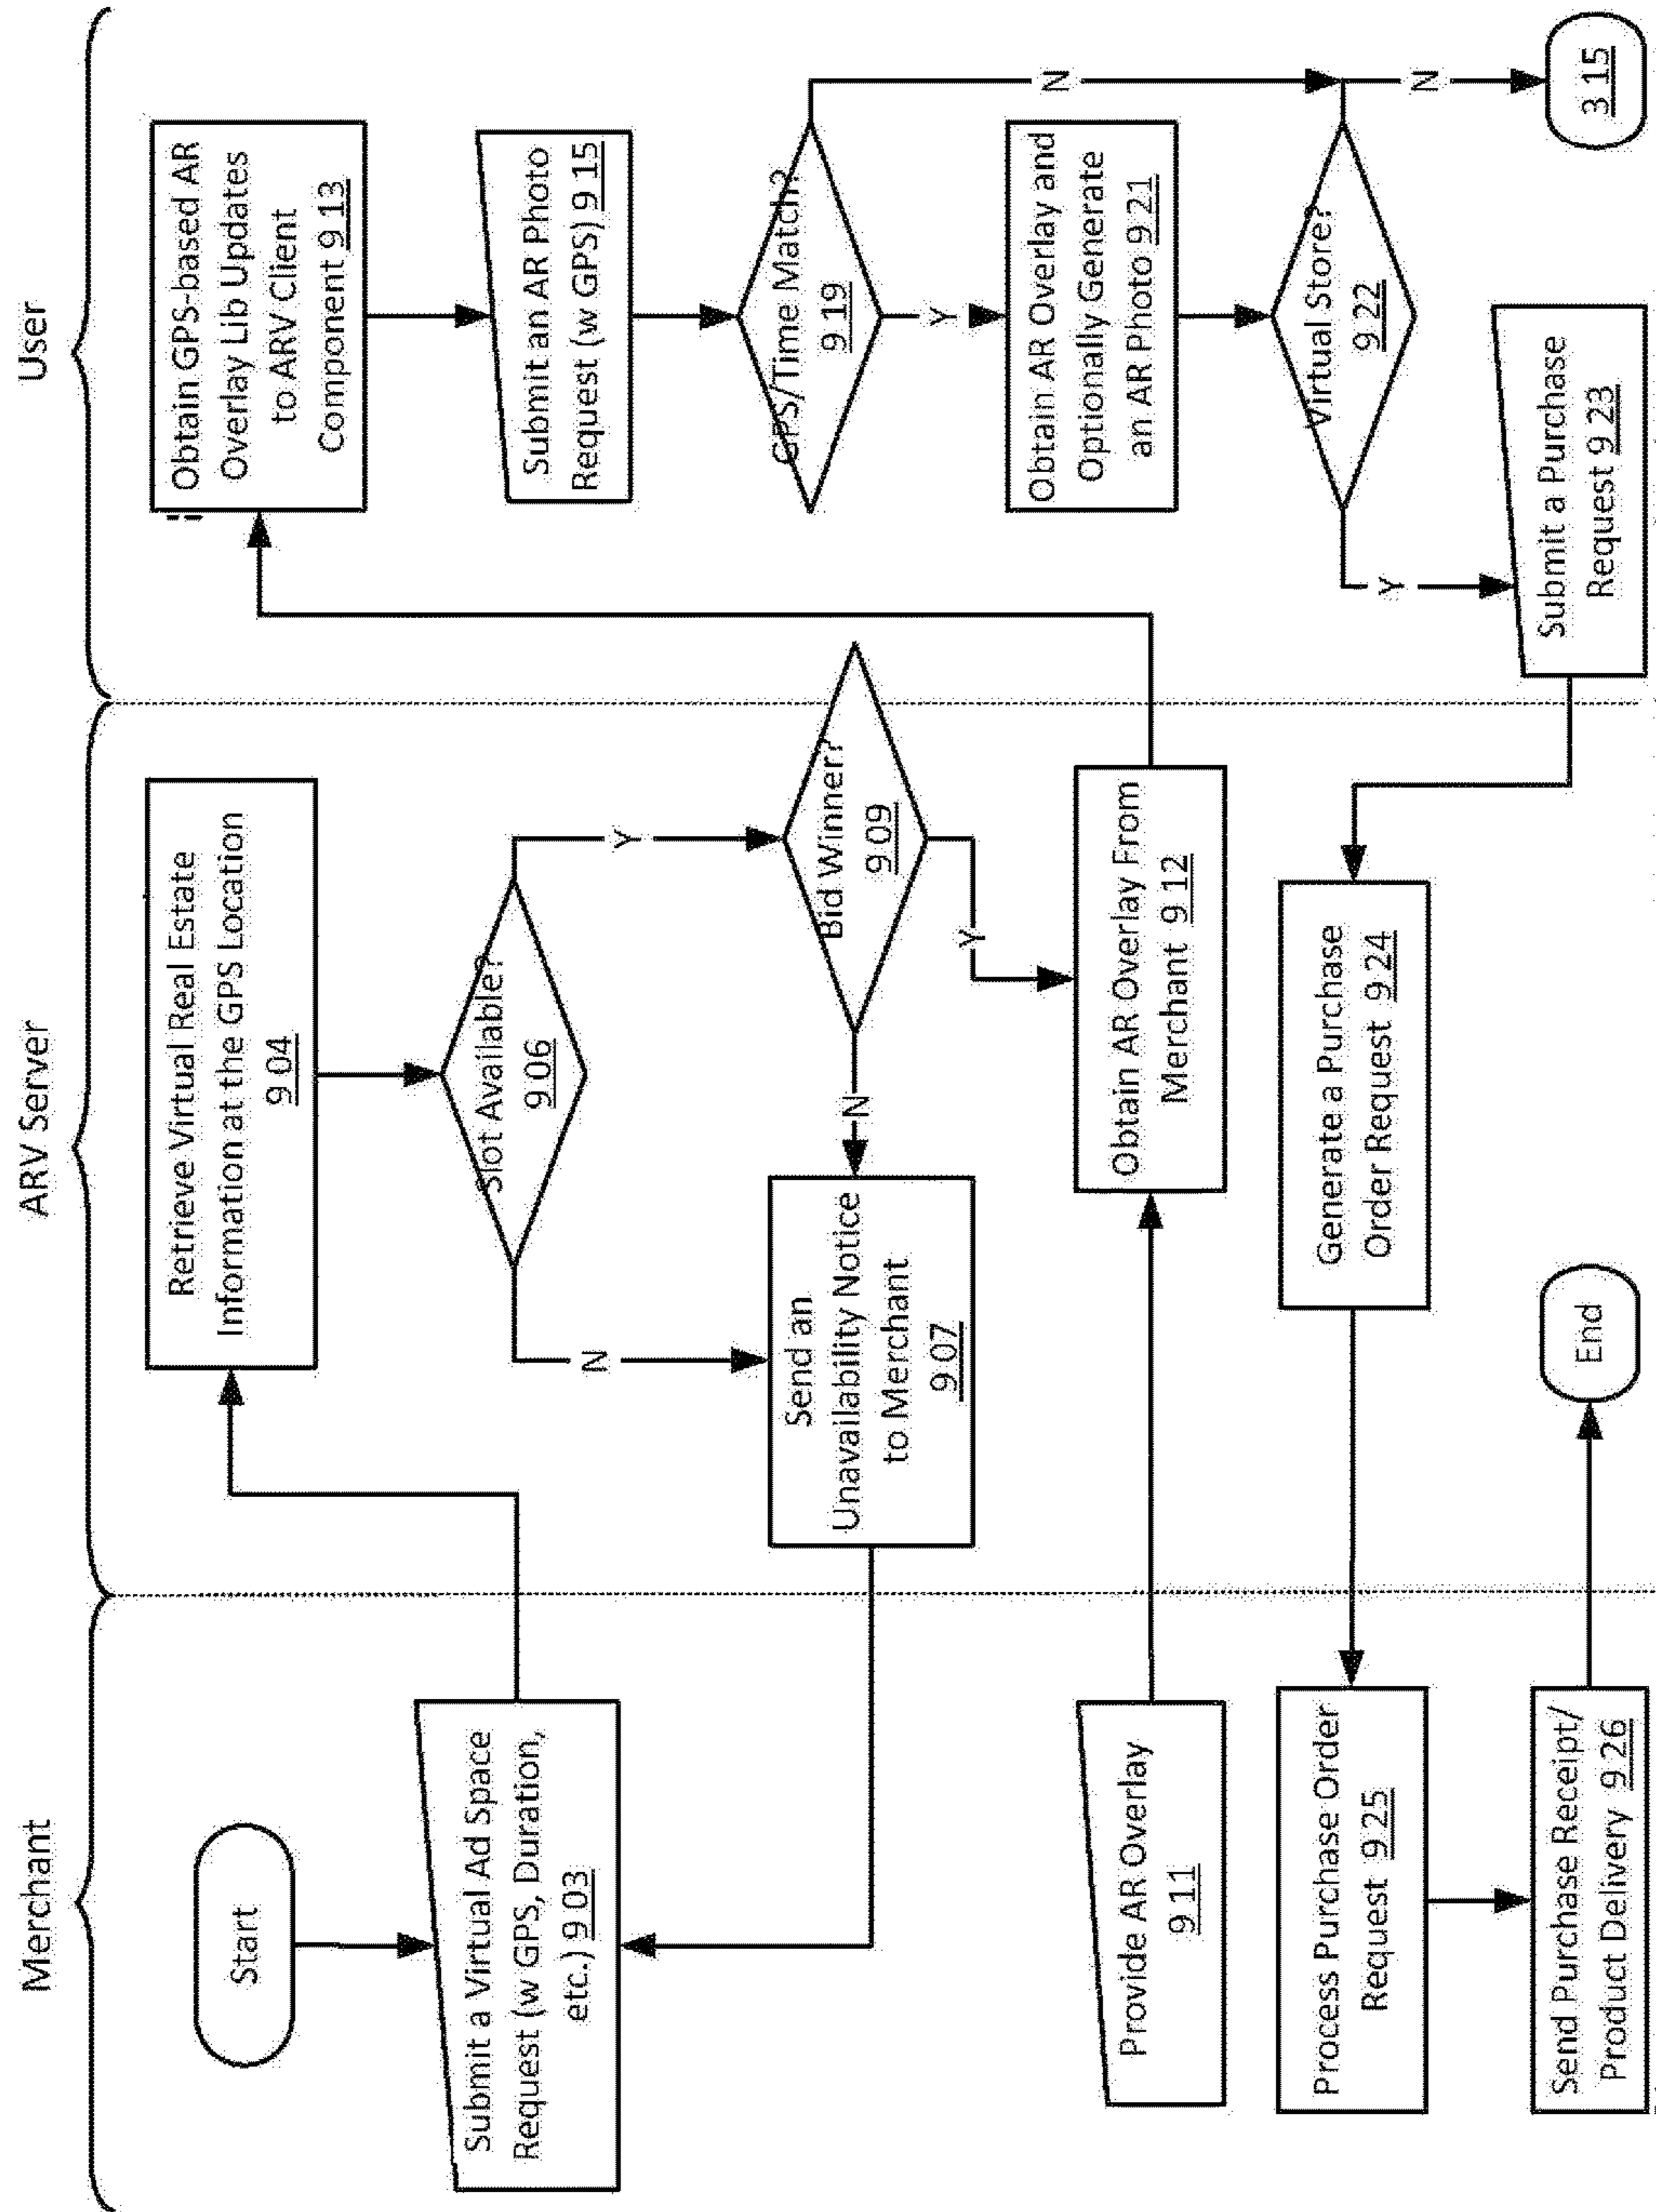 Merchant
ARV Server
User
Start
Submit a Virtual Ad Space
Request (w GPS, Duration,
etc.) 9 03
Retrieve Virtual Real Estate
Information at the GPS Location
9 04
Slot Available?
9 06
N
Y
Send an
Unavailability Notice
to Merchant
9 07
Bid Winner?
9 09
N
Y
Provide AR Overlay
9 11
Obtain AR Overlay From
Merchant 9 12
Obtain GPS-based AR
Overlay Lib Updates
to ARV Client
Component 9 13
Submit an AR Photo
Request (w GPS) 9 15
GPS/Time Match?
9 19
Y
N
Obtain AR Overlay and
Optionally Generate
an AR Photo 9 21
Virtual Store?
9 22
Y
N
Submit a Purchase
Request 9 23
3 15
Generate a Purchase
Order Request 9 24
Process Purchase Order
Request 9 25
Send Purchase Receipt/
Product Delivery 9 26
End